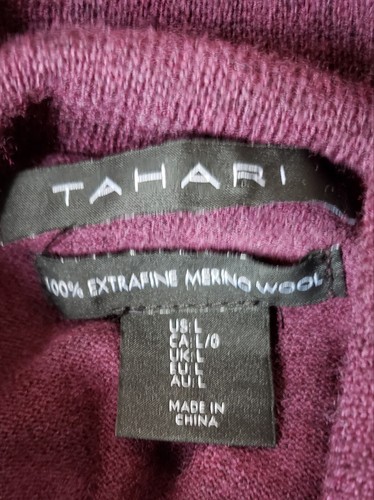 TAHARI
100% EXTRAFINE MERINO WOOL
US:L
CA:L/G
UK:L
EU:L
AU:L
MADE IN
CHINA